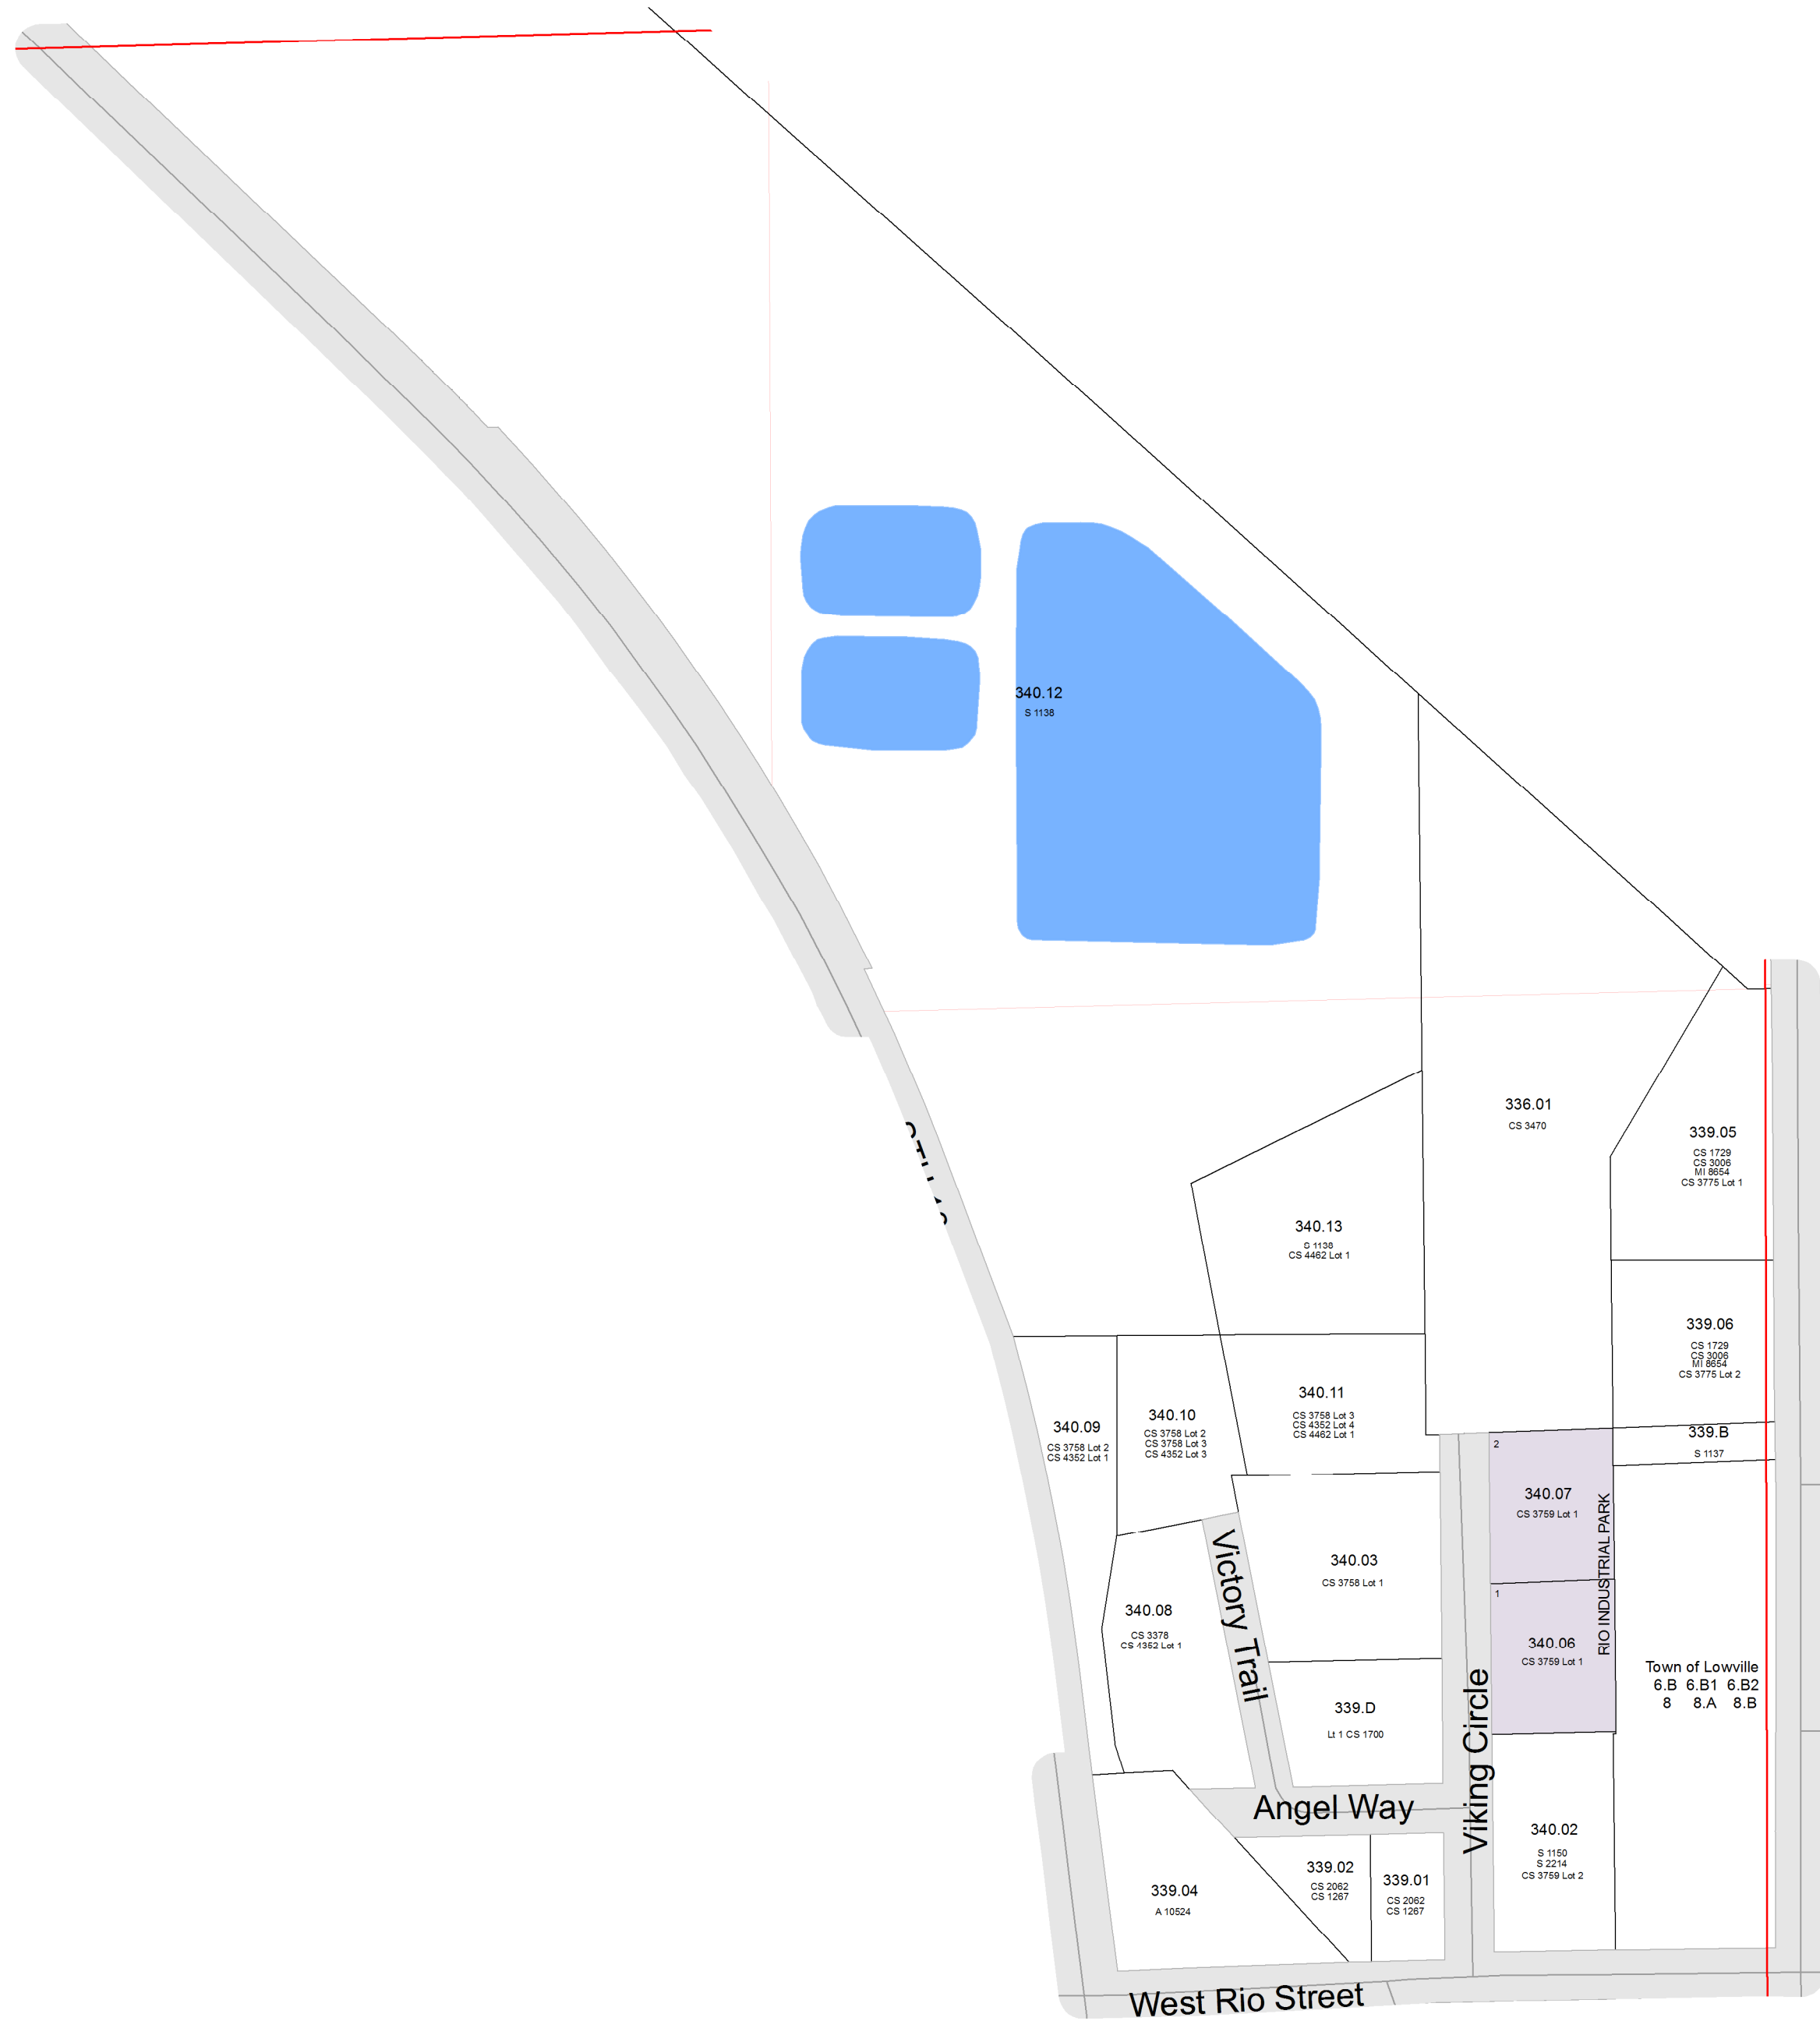 340.12
S 1138
336.01
CS 3470
339.05
CS 1729
CS 3006
MI 8654
CS 3775 Lot 1
340.13
S 1138
CS 4462 Lot 1
339.06
CS 1729
CS 3006
MI 8654
CS 3775 Lot 2
340.09
CS 3758 Lot 2
CS 4352 Lot 1
340.10
CS 3758 Lot 2
CS 3758 Lot 3
CS 4352 Lot 3
340.11
CS 3758 Lot 3
CS 4352 Lot 4
CS 4462 Lot 1
339.B
S 1137
2
340.07
CS 3759 Lot 1
RIO INDUSTRIAL PARK
340.03
CS 3758 Lot 1
Victory Trail
340.08
CS 3378
CS 4352 Lot 1
1
340.06
CS 3759 Lot 1
Town of Lowville
6.B 6.B1 6.B2
8 8.A 8.B
339.D
Lt 1 CS 1700
Viking Circle
Angel Way
340.02
S 1150
S 2214
CS 3759 Lot 2
339.04
A 10524
339.02
CS 2062
CS 1267
339.01
CS 2062
CS 1267
West Rio Street